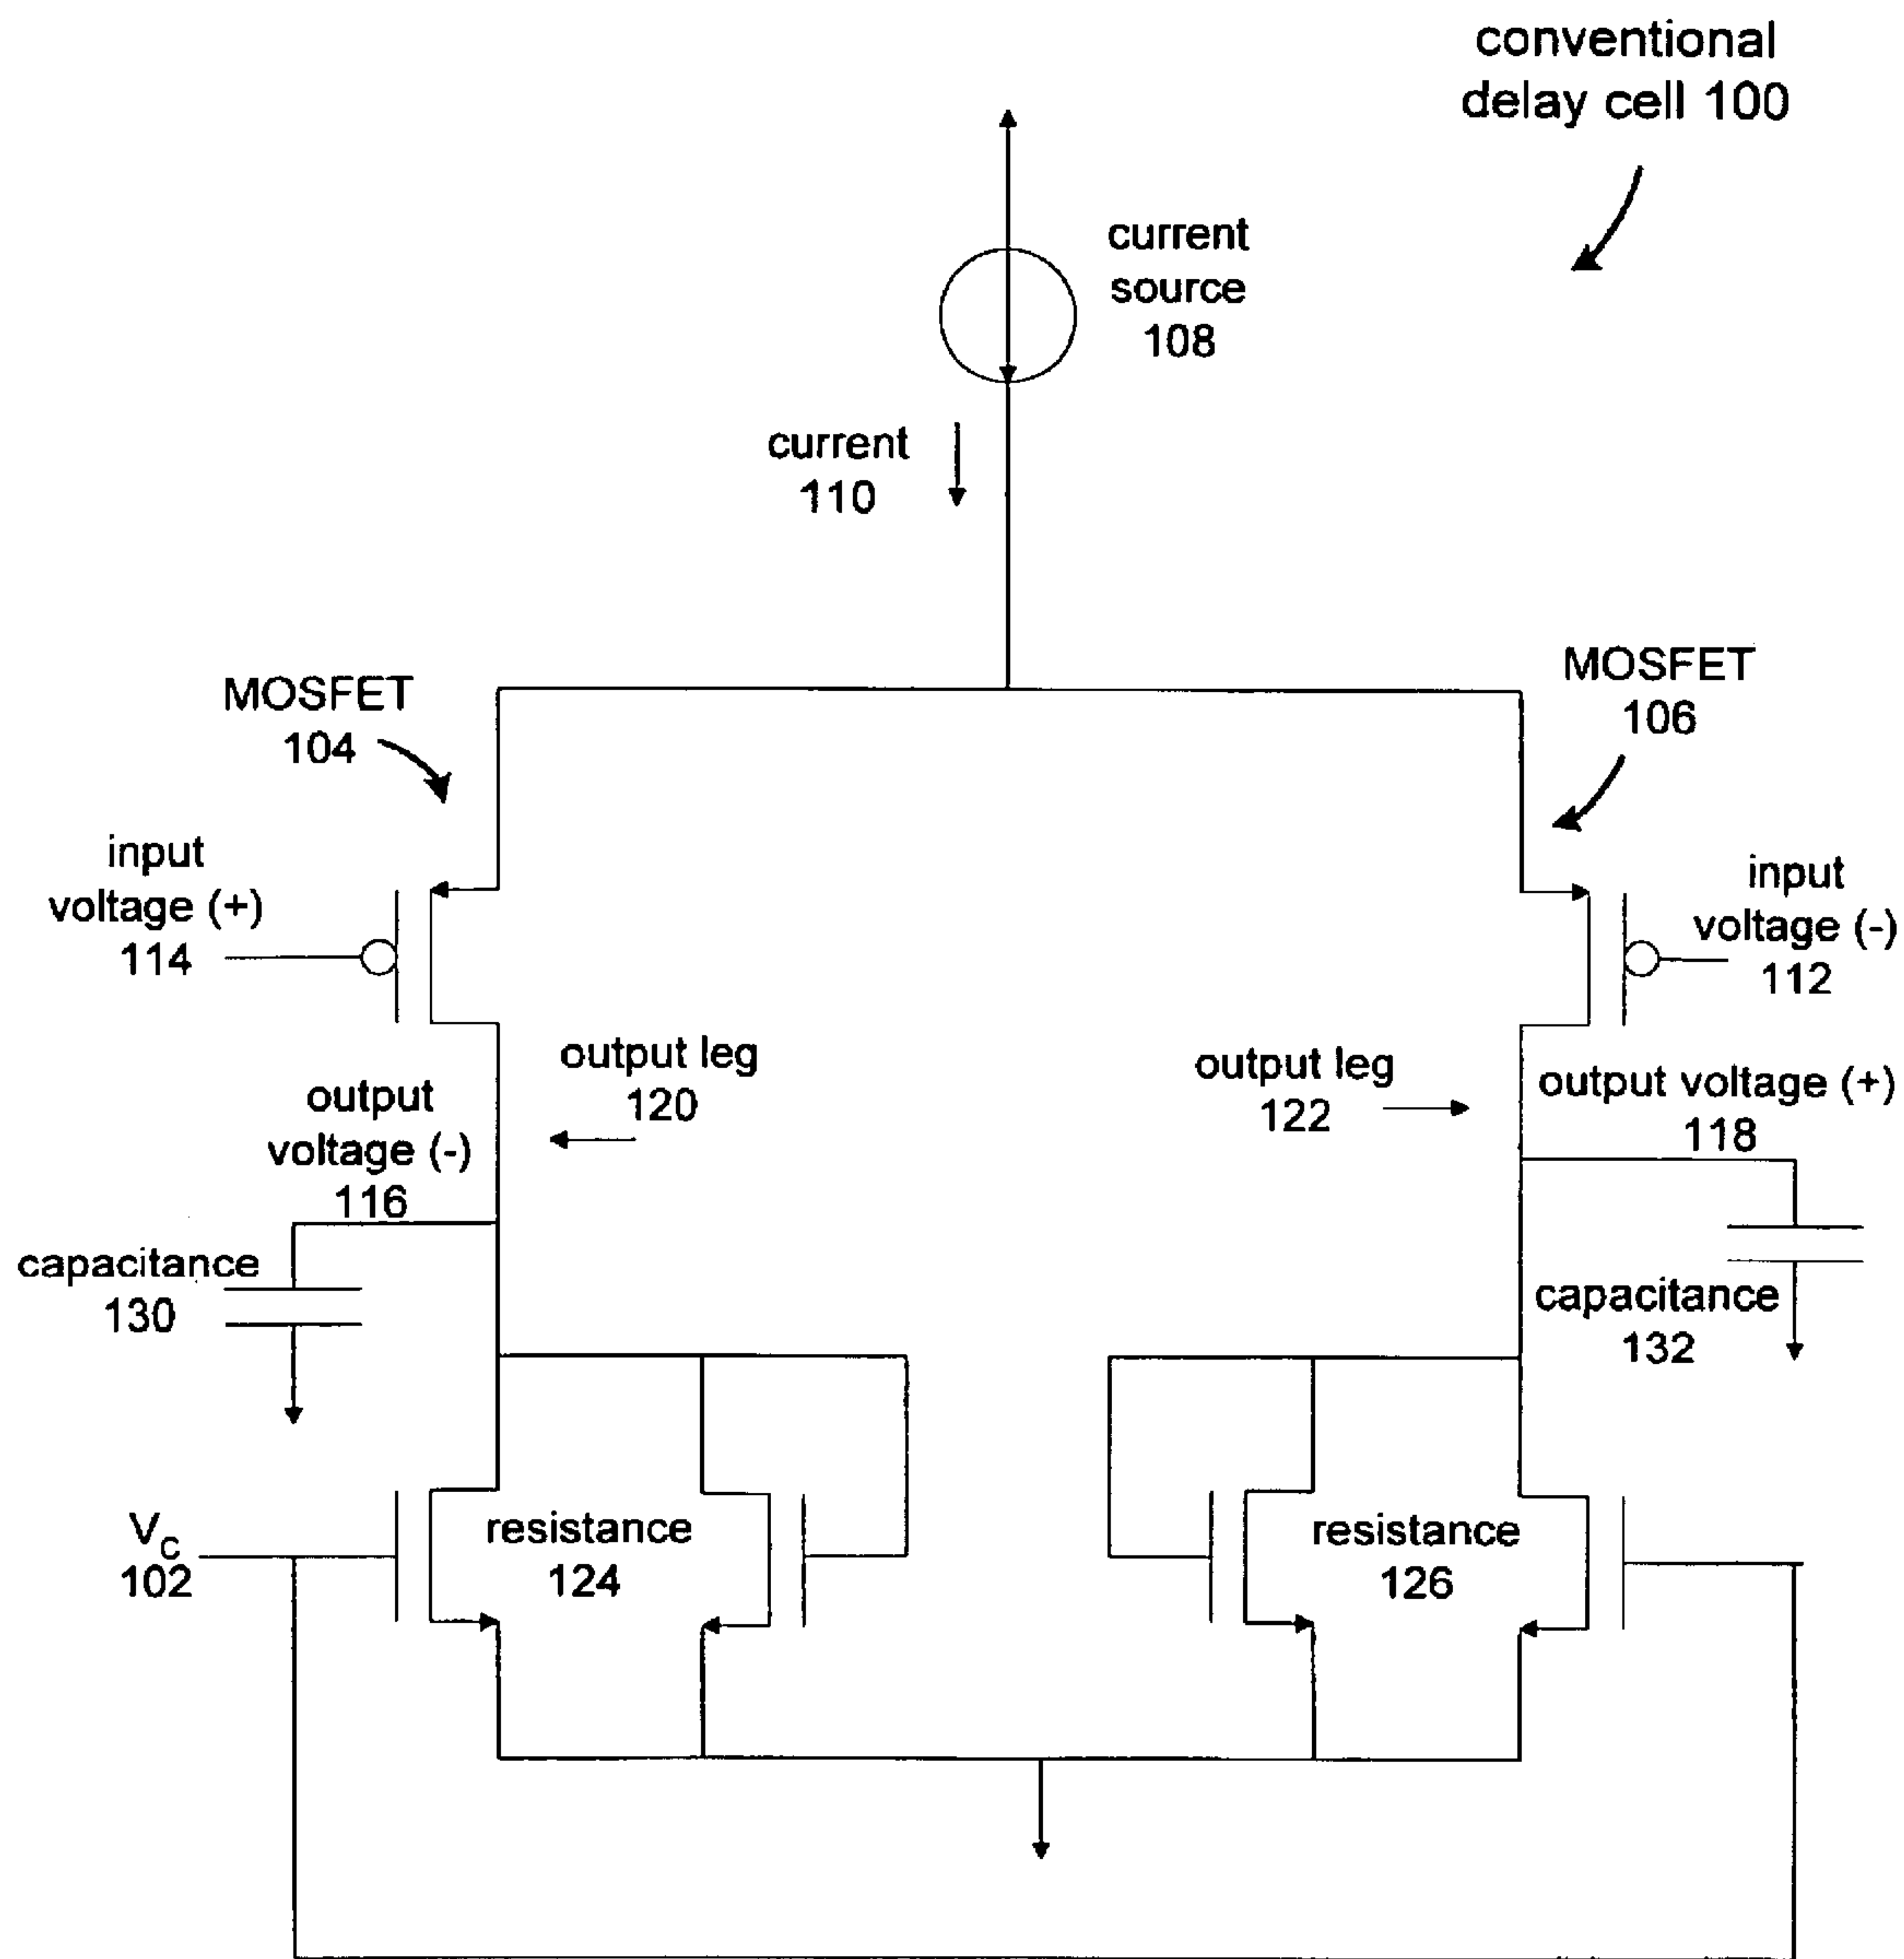 conventional
delay cell 100
current
source
108
current
110
MOSFET
104
MOSFET
106
input
voltage (+)
114
input
voltage (-)
112
output leg
120
output leg
122
output
voltage (-)
116
output voltage (+)
118
capacitance
130
capacitance
132
VC
102
resistance
124
resistance
126